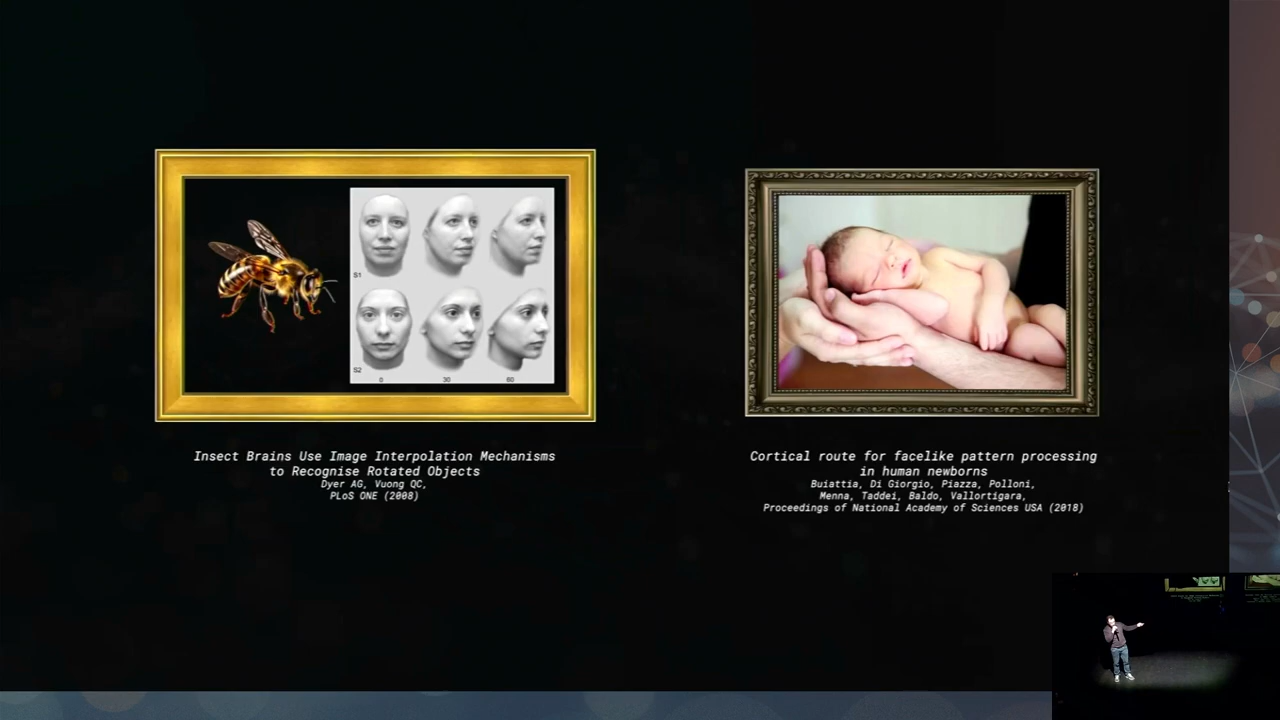 S1
S2
0 30 60
Insect Brains Use Image Interpolation Mechanisms
to Recognise Rotated Objects
Dyer AG, Vuong QC,
PLoS ONE (2008)
Cortical route for facelike pattern processing
in human newborns
Buiattia, Di Giorgio, Piazza, Polloni,
Menna, Taddei, Baldo, Vallortigara,
Proceedings of National Academy of Sciences USA (2018)